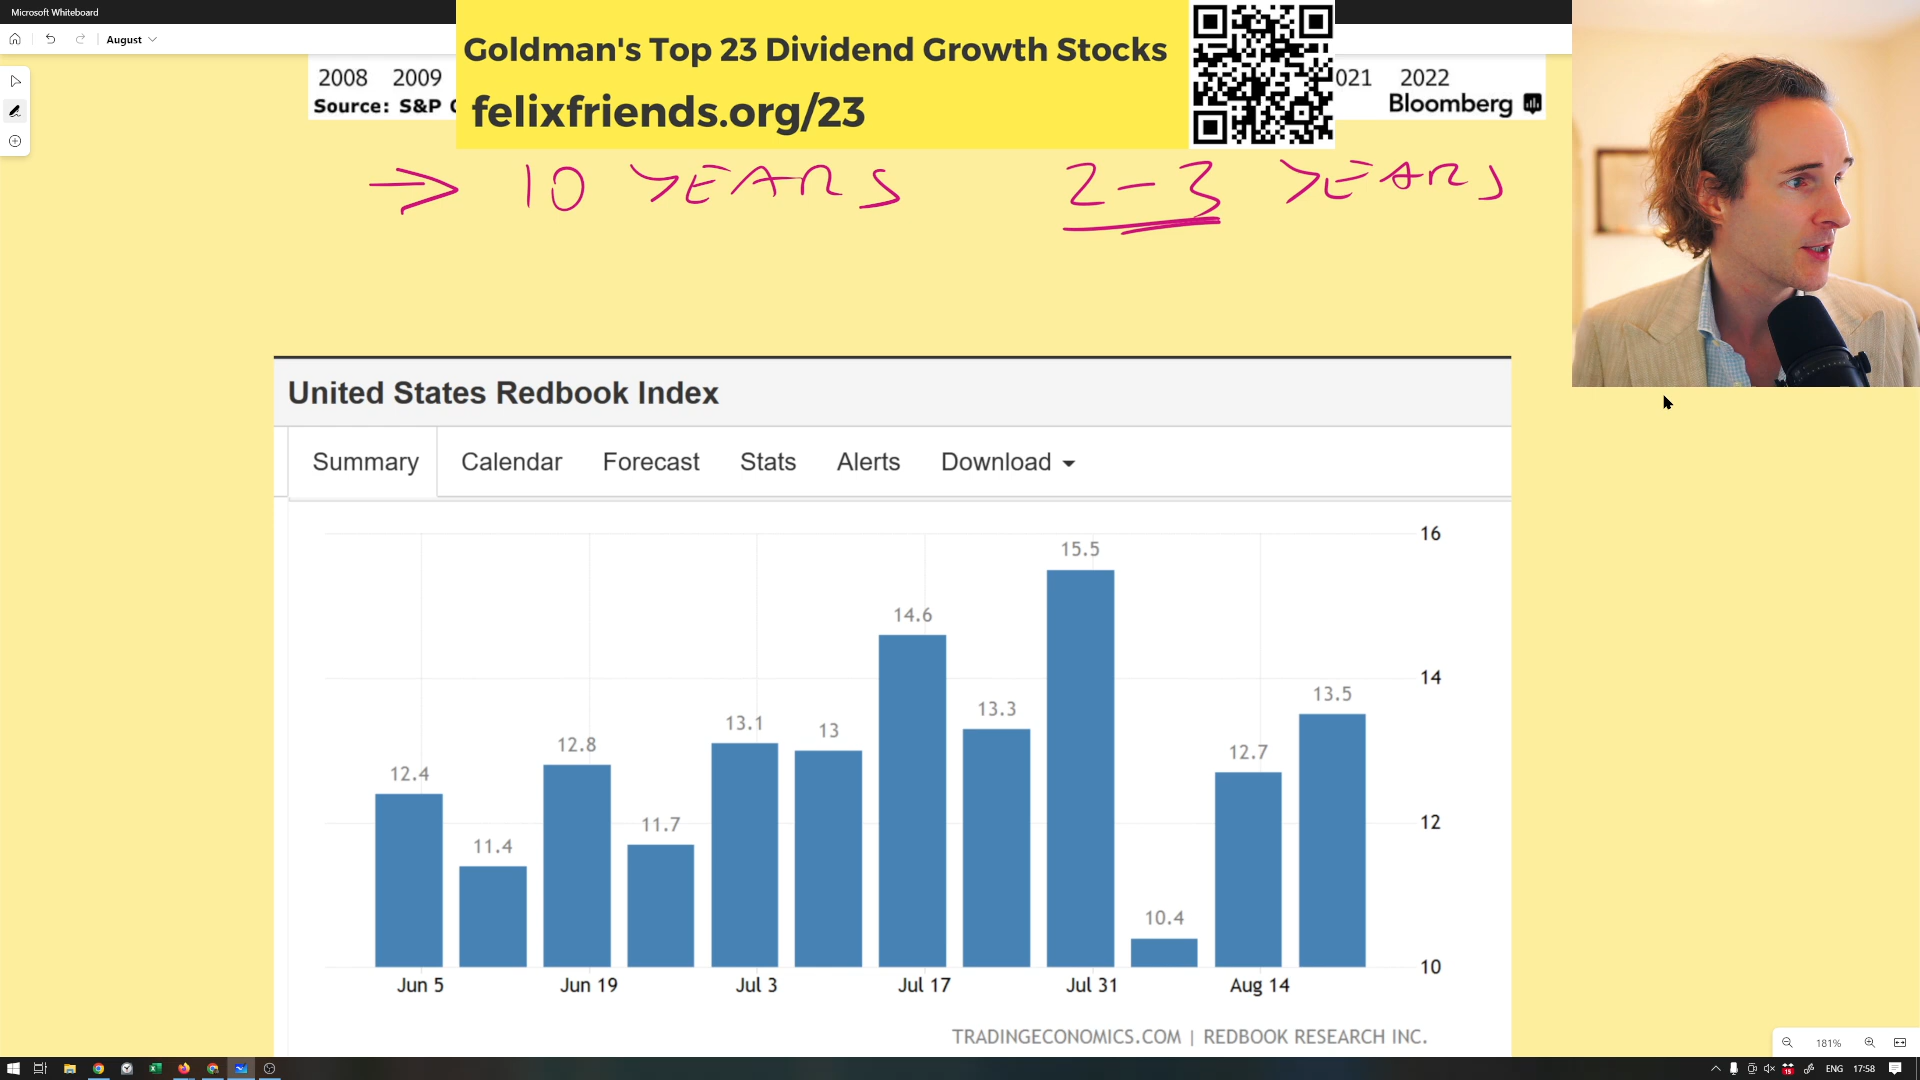 Microsoft Whiteboard
August
Goldman's Top 23 Dividend Growth Stocks
felixfriends.org/23
2008 2009
021 2022
Source: S&P
Bloomberg
10 YEARS 2-3 YEARS
United States Redbook Index
Summary Calendar Forecast Stats Alerts Download
16
15.5
14.6
14
13.5
13.3
13.1
13
12.8
12.7
12.4
12
11.7
11.4
10.4
10
Jun 5 Jun 19 Jul 3 Jul 17 Jul 31 Aug 14
TRADINGECONOMICS.COM | REDBOOK RESEARCH INC.
181%
ENG 17:58